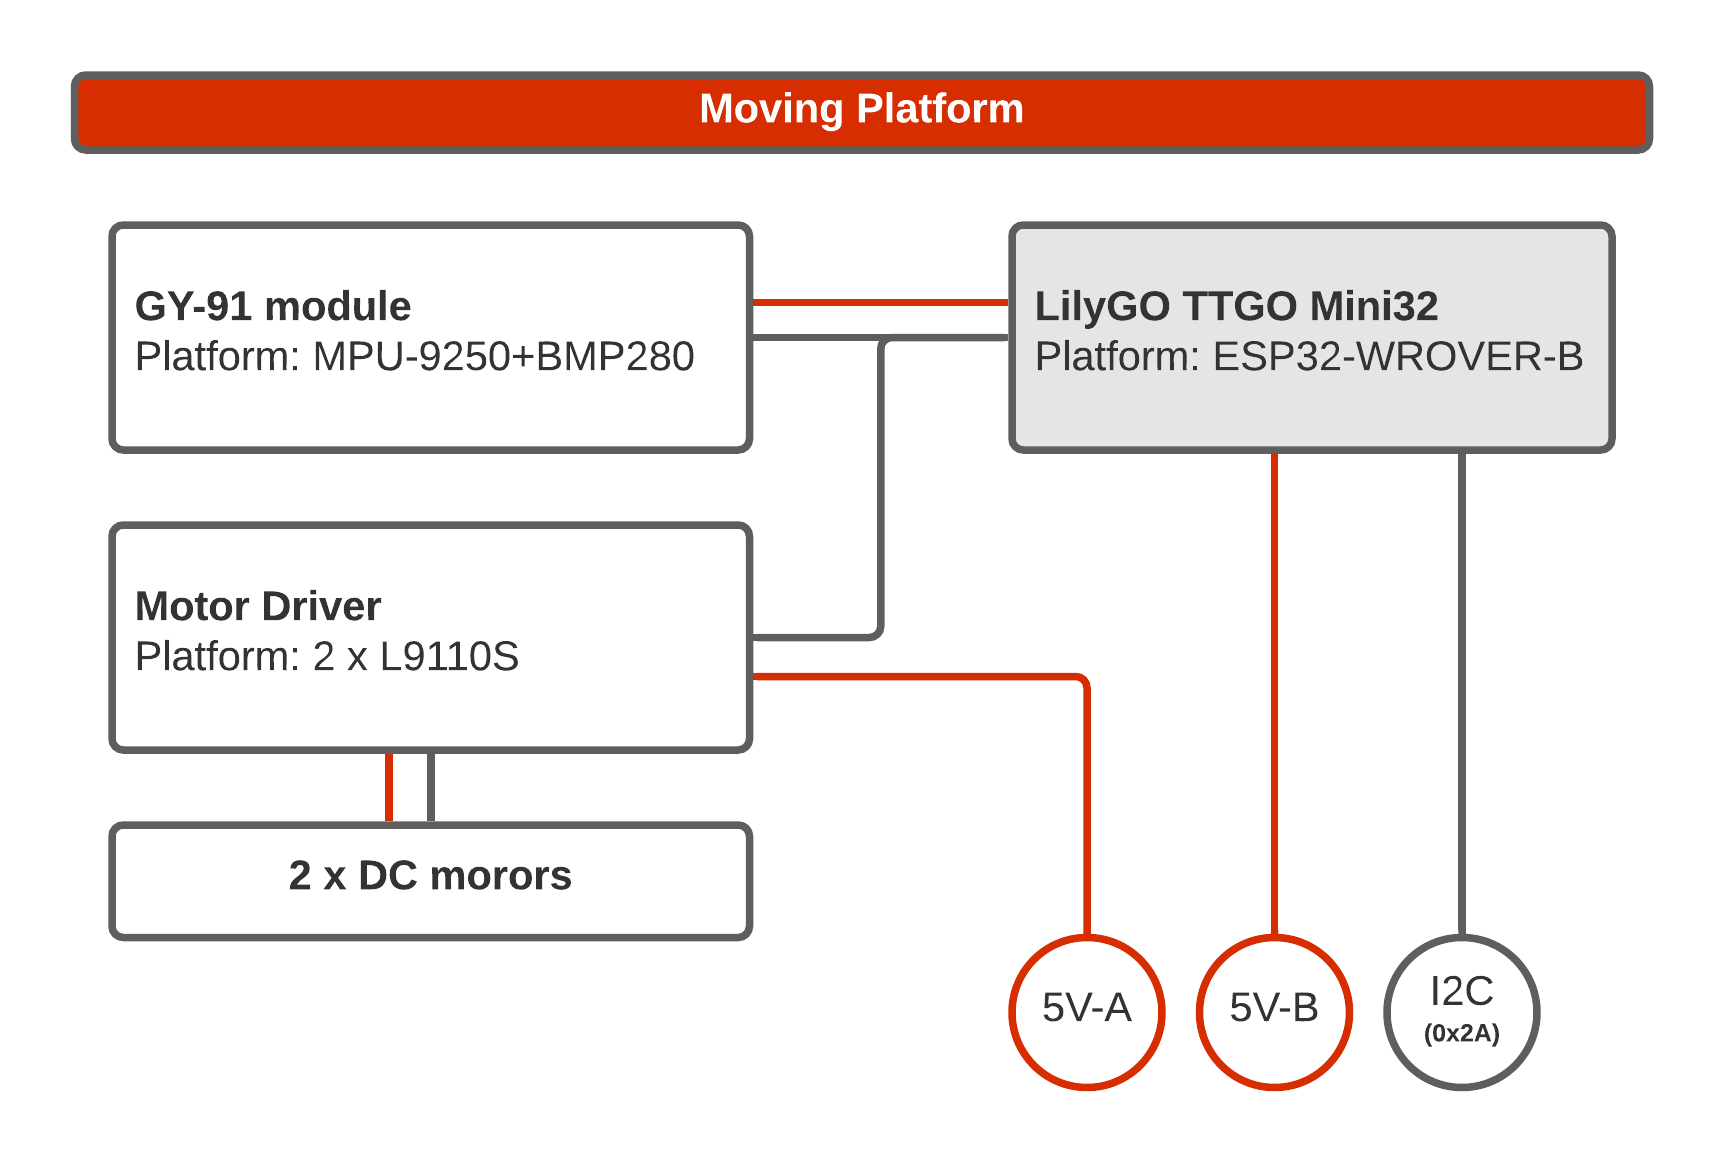 Moving Platform
GY-91 module
Platform: MPU-9250+BMP280
LilyGO TTGO Mini32
Platform: ESP32-WROVER-B
Motor Driver
Platform: 2 x L9110S
2 x DC morors
5V-A
5V-B
I2C
(0x2A)